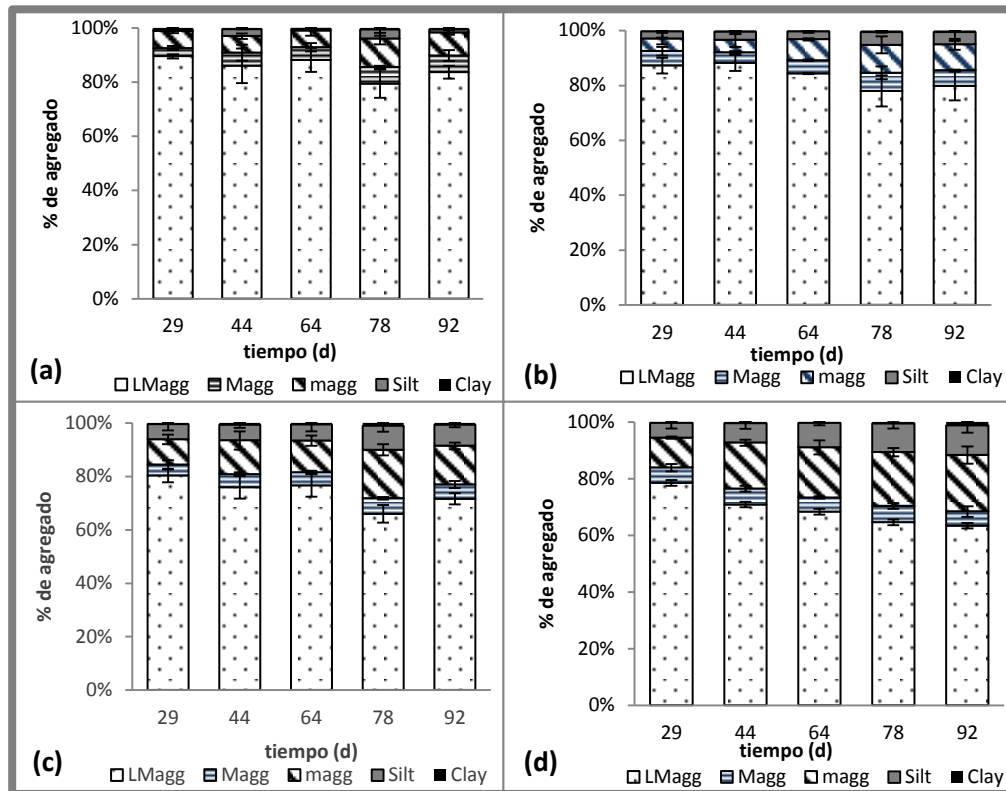 100%
80%
60%
40%
20%
0%
% de agregado
29 44 64 78 92
tiempo (d)
(a)
LMagg Magg magg Silt Clay
100%
80%
60%
40%
20%
0%
% de agregado
29 44 64 78 92
tiempo (d)
(b)
LMagg Magg magg Silt Clay
100%
80%
60%
40%
20%
0%
% de agregado
29 44 64 78 92
tiempo (d)
(c)
LMagg Magg magg Silt Clay
100%
80%
60%
40%
20%
0%
% de agregado
29 44 64 78 92
tiempo (d)
(d)
LMagg Magg magg Silt Clay